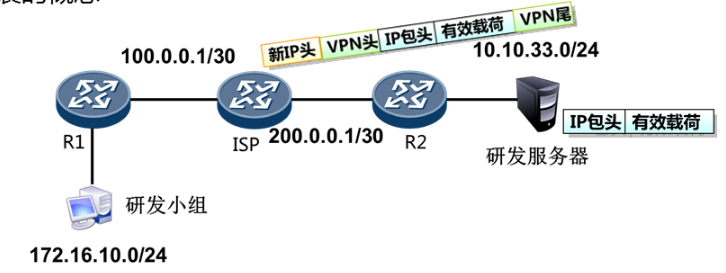 新IP头 VPN头 IP包头 有效载荷 VPN尾
100.0.0.1/30
10.10.33.0/24
IP包头 有效载荷
R1
ISP
200.0.0.1/30
R2
研发服务器
研发小组
172.16.10.0/24